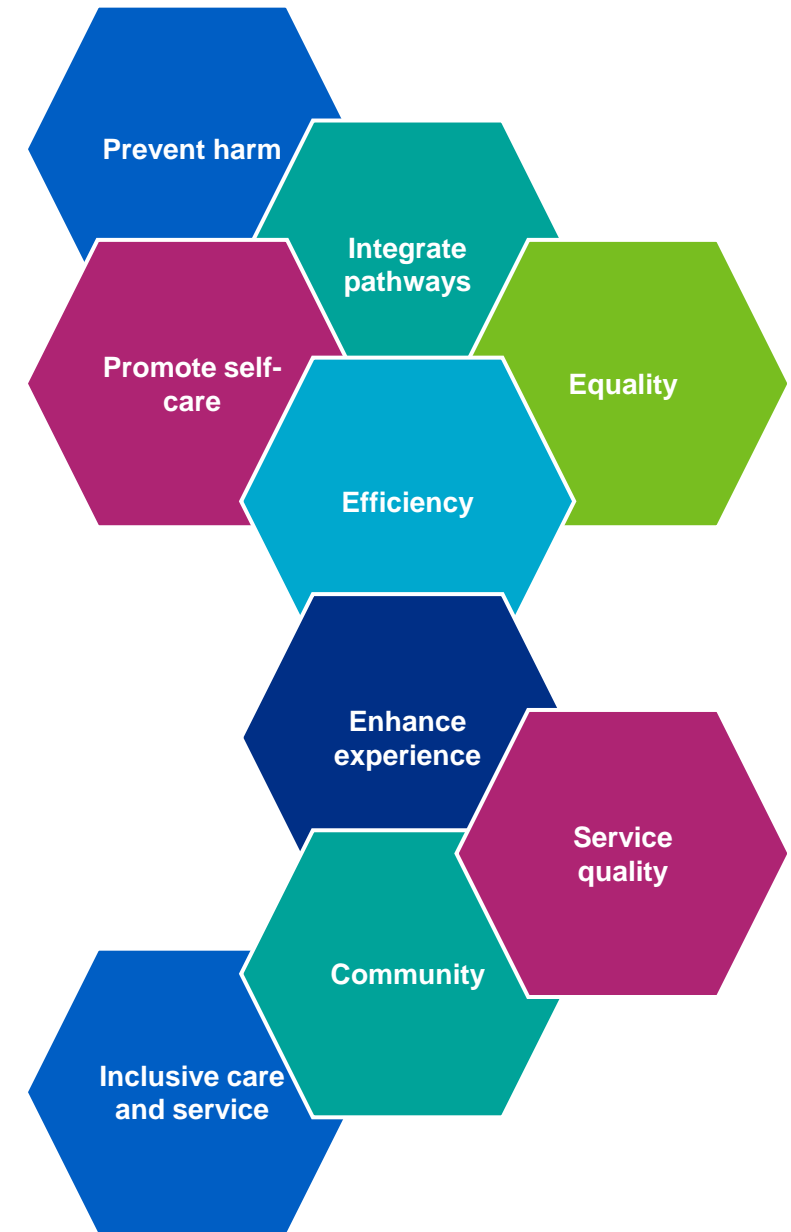 Prevent harm
Integrate
pathways
Promote self-
care
Equality
Efficiency
Enhance
experience
Service
quality
Community
Inclusive care
and service